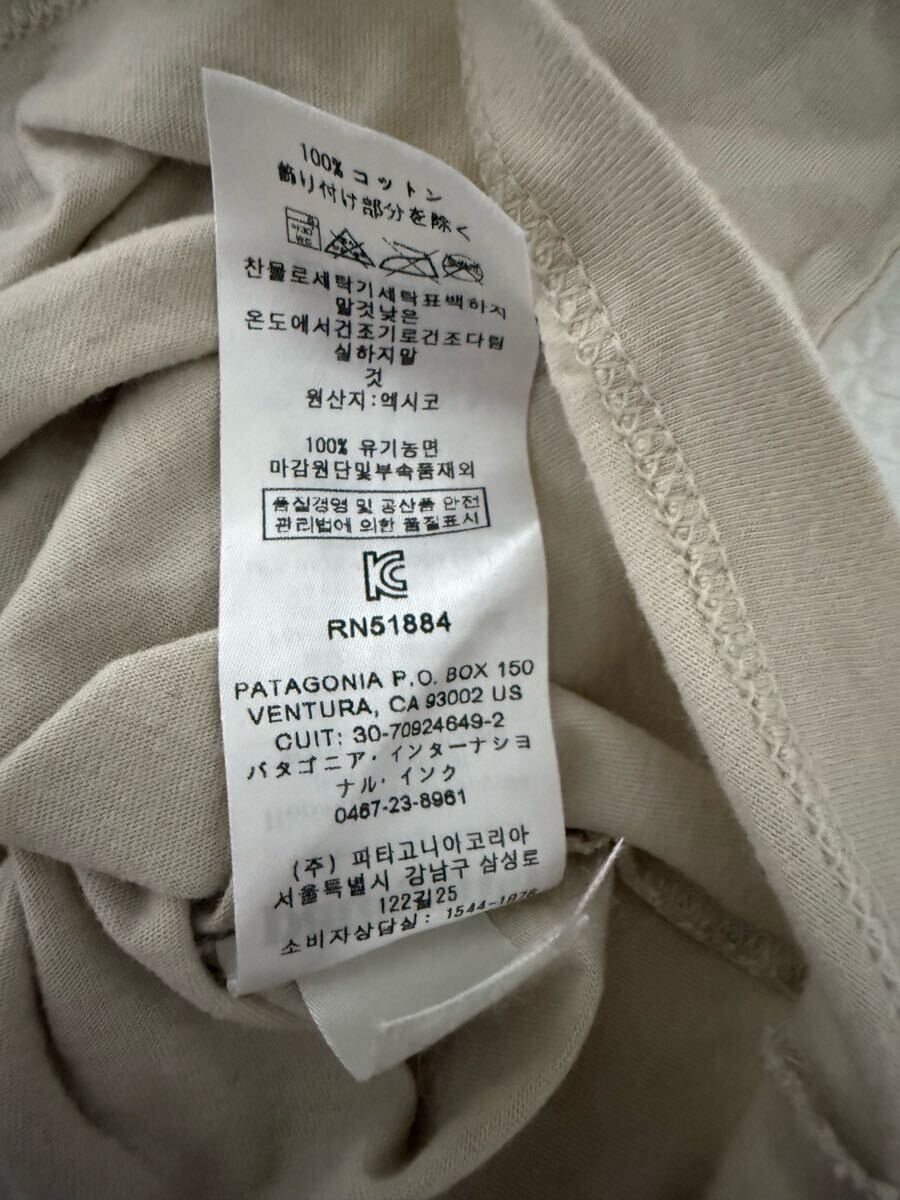 100% コットン
飾り付け部分を除く
찬물로세탁기세탁표백하지
말것낮은
온도에서건조기로건조다림
실하지말
것
원산지:엑시코
100% 유기농면
마감원단및부속품재외
품질경영 및 공산품 안전
관리법에 의한 품질표시
KC
RN51884
PATAGONIA P.O. BOX 150
VENTURA, CA 93002 US
CUIT: 30-70924649-2
パタゴニア・インターナショ
ナル・インク
0467-23-8961
(주) 피타고니아코리아
서울특별시 강남구 삼성로
122길25
소비자상담실: 1544-1876